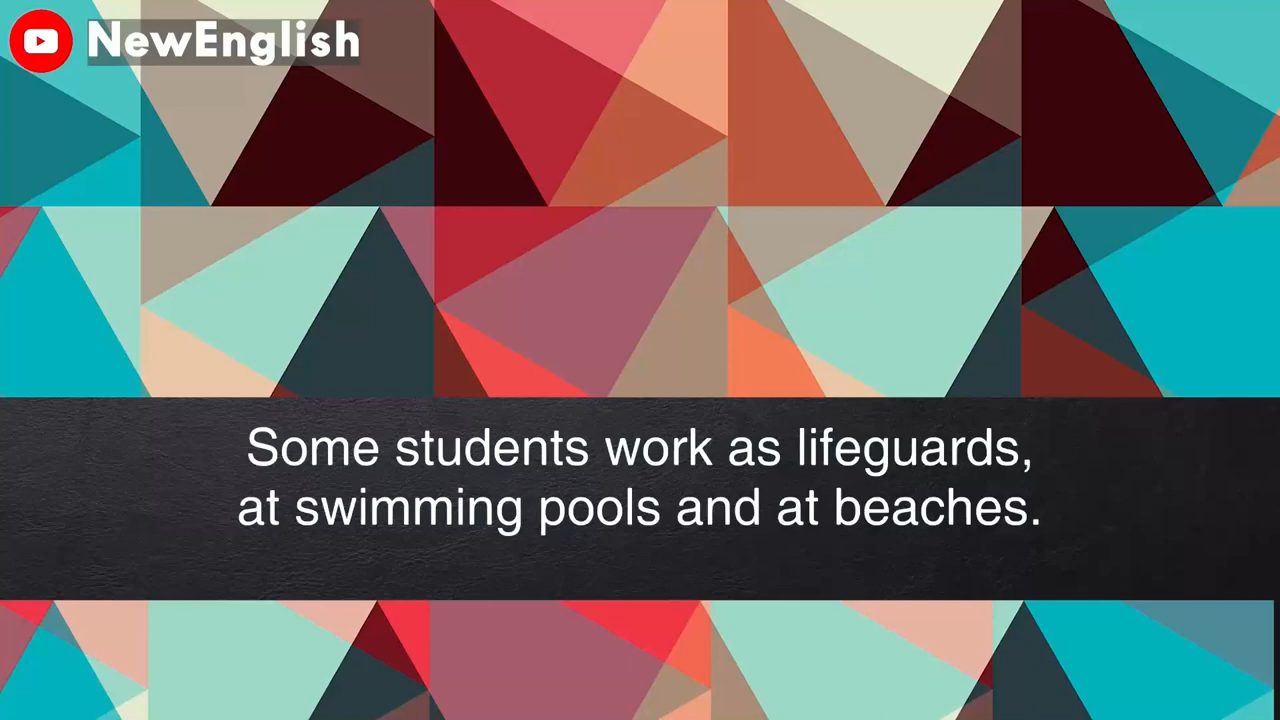 NewEnglish
Some students work as lifeguards,
at swimming pools and at beaches.